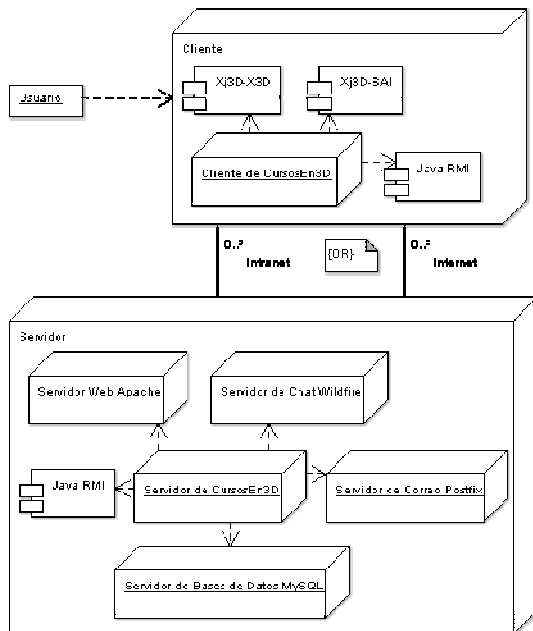 Cliente
Xj3D-X3D
Xj3D-SAI
Usuario
Cliente de CursosEn3D
Java RMI
0..*
Intranet
{OR}
0..*
Internet
Servidor
Servidor Web Apache
Servidor de Chat Wildfire
Java RMI
Servidor de CursosEn3D
Servidor de Correo Postfix
Servidor de Bases de Datos MySQL